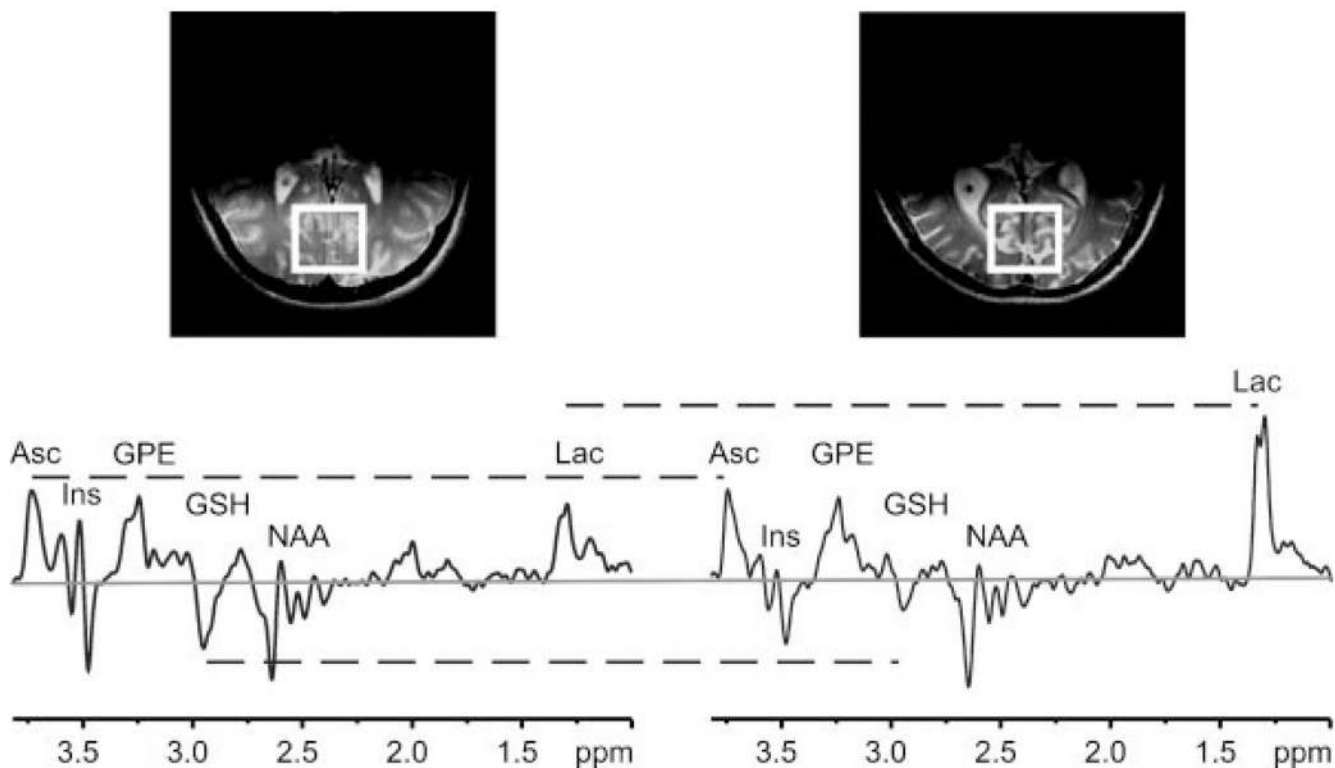 Lac
Asc GPE Lac Asc GPE
Ins GSH GSH
NAA Ins NAA
3.5 3.0 2.5 2.0 1.5 ppm 3.5 3.0 2.5 2.0 1.5 ppm